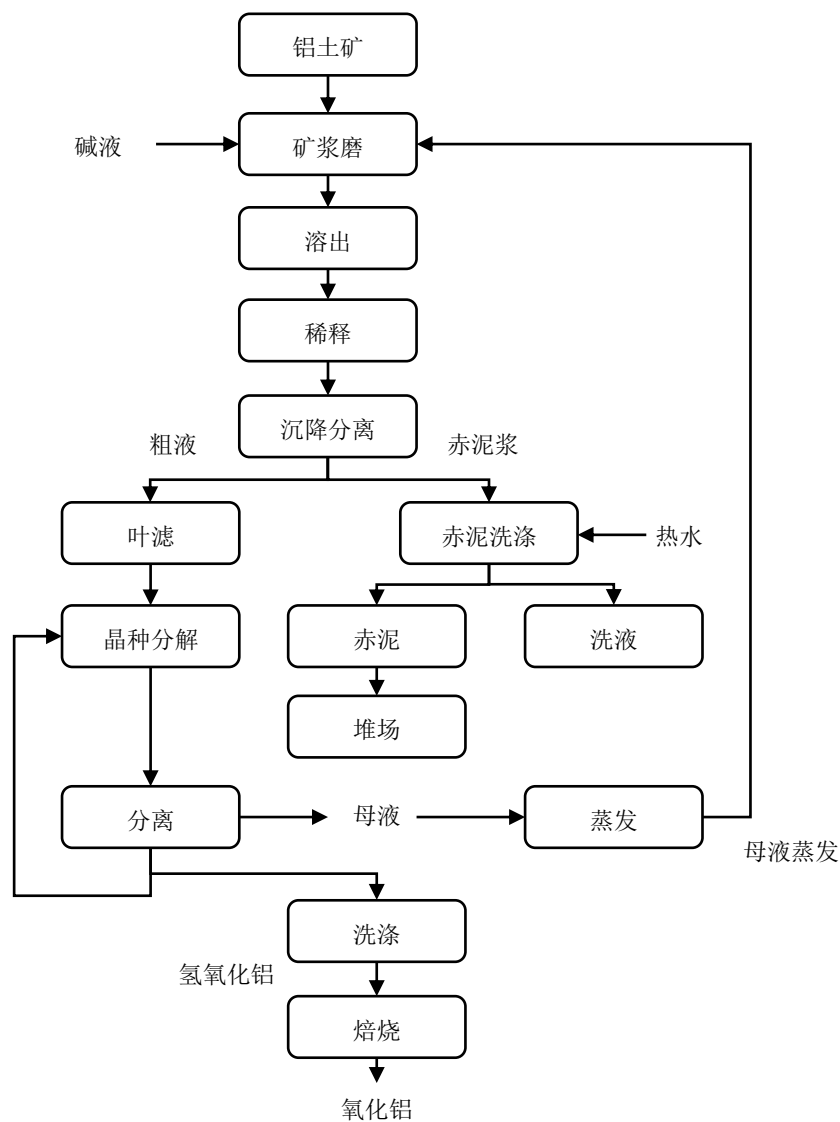 铝土矿
碱液
矿浆磨
溶出
稀释
沉降分离
粗液
赤泥浆
叶滤
赤泥洗涤
热水
晶种分解
赤泥
洗液
堆场
分离
母液
蒸发
母液蒸发
洗涤
氢氧化铝
焙烧
氧化铝